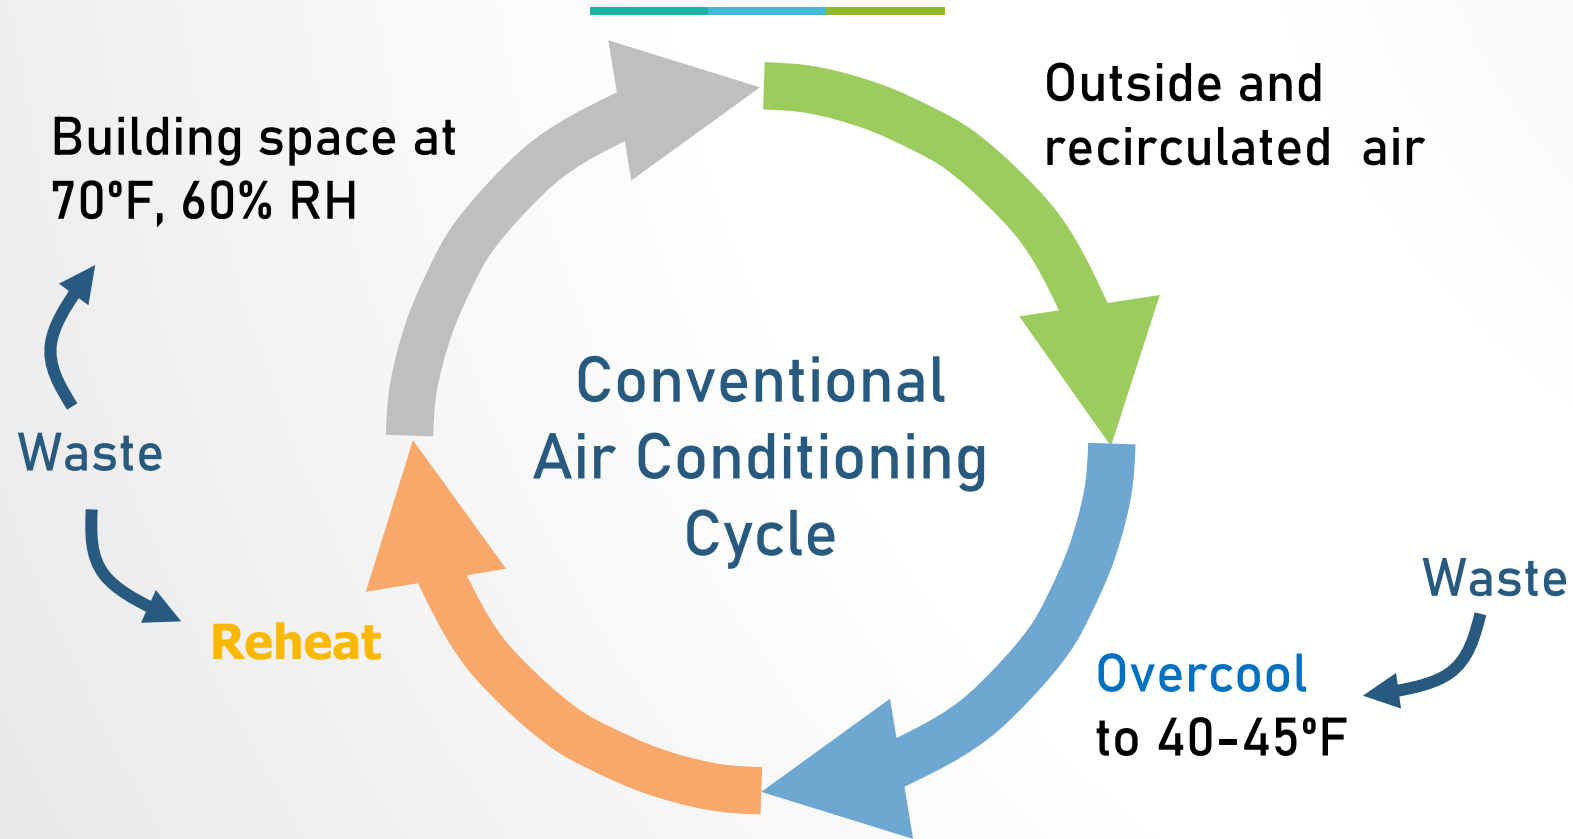 Outside and
recirculated  air
Building space at
70ºF, 60% RH
Conventional
Air Conditioning
Cycle
Waste
Waste
Reheat
Overcool
to 40-45ºF